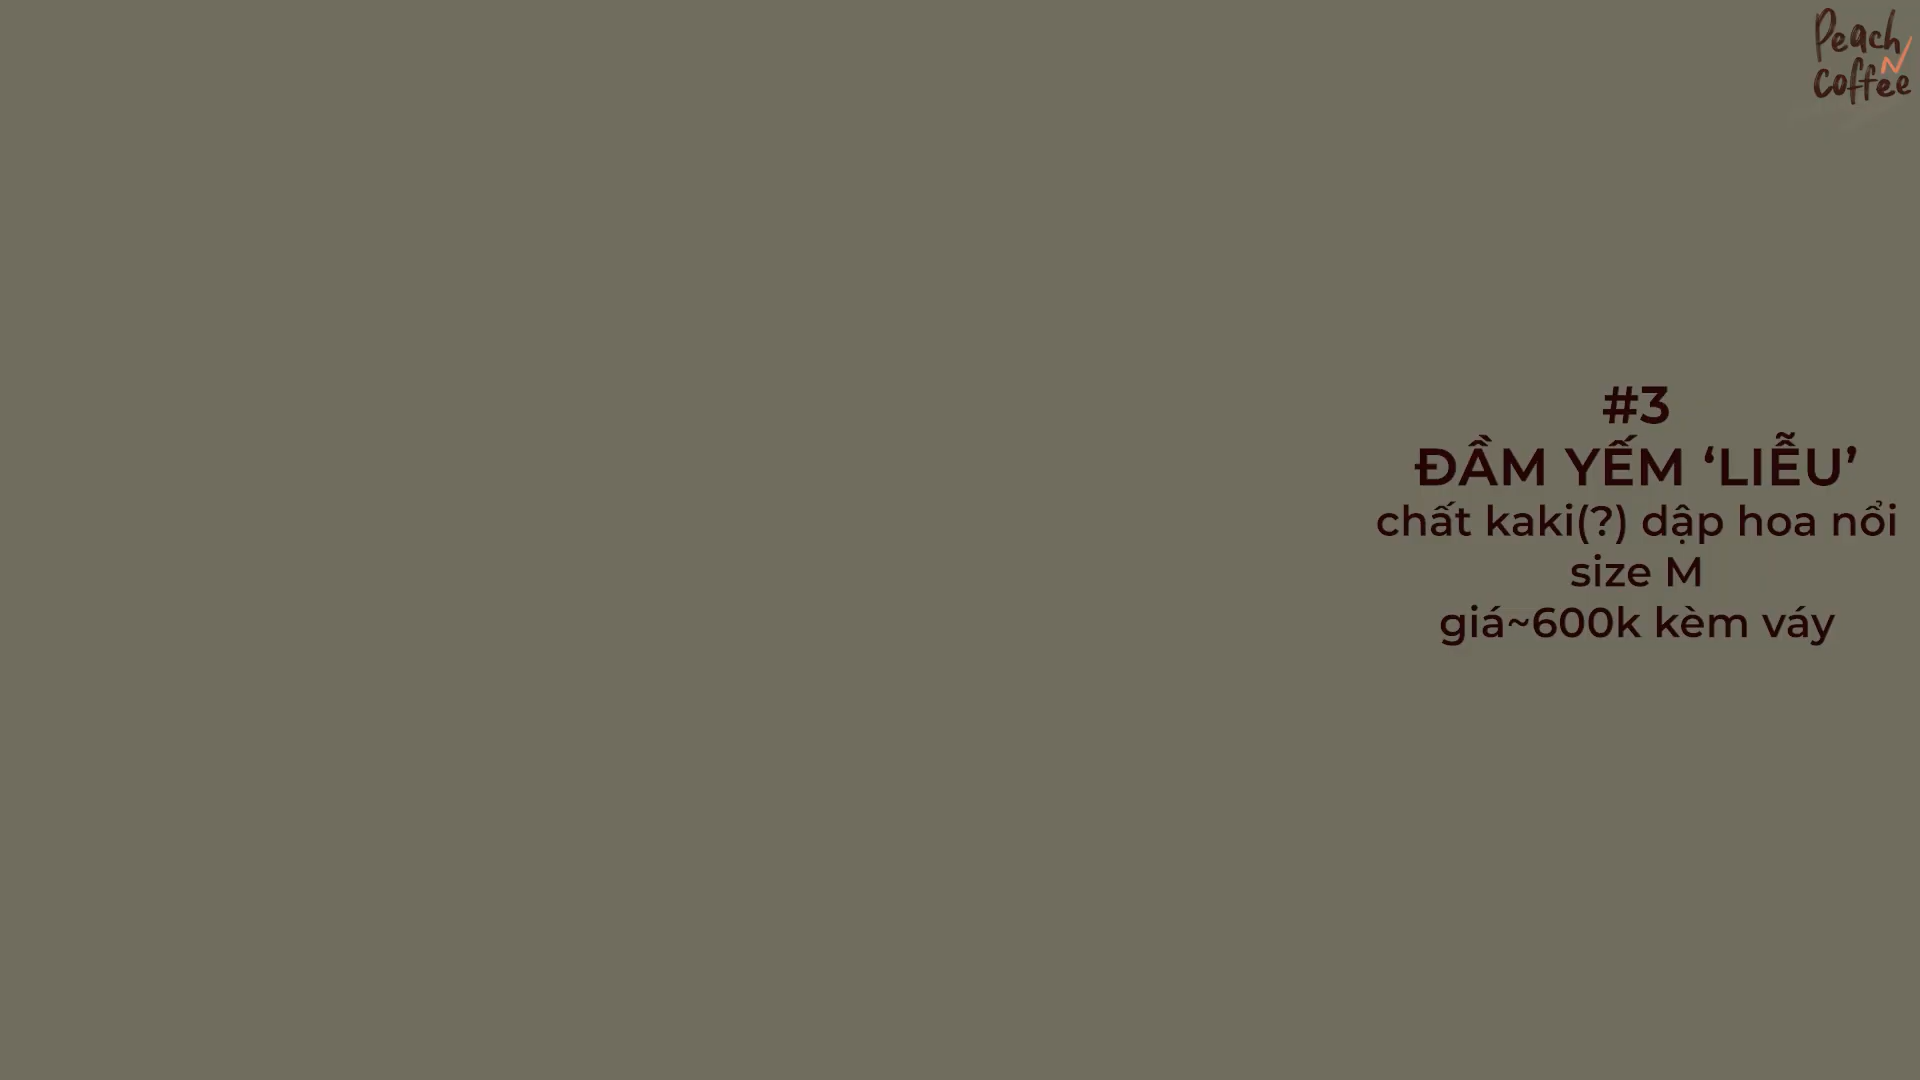 Peach
N
Coffee
#3
ĐẦM YẾM ‘LIỄU’
chất kaki(?) dập hoa nổi
size M
giá~600k kèm váy